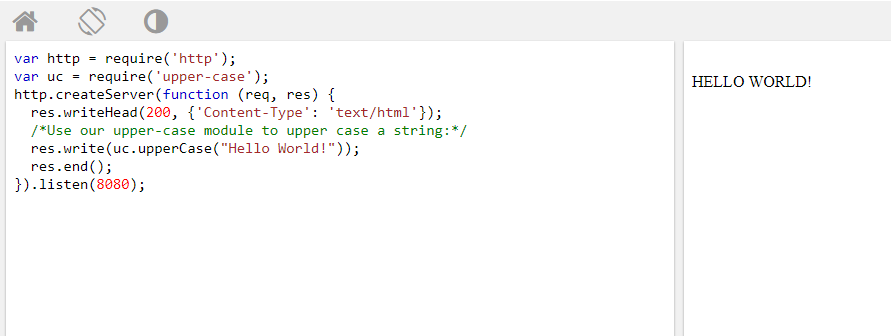 var http = require('http');
var uc = require('upper-case');
http.createServer(function (req, res) {
  res.writeHead(200, {'Content-Type': 'text/html'});
  /*Use our upper-case module to upper case a string:*/
  res.write(uc.upperCase("Hello World!"));
  res.end();
}).listen(8080);
HELLO WORLD!